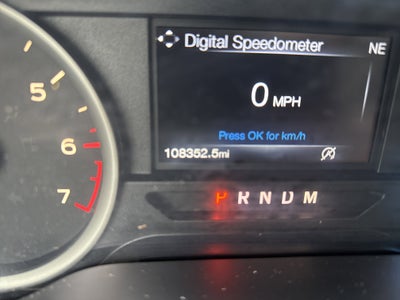 Digital Speedometer
NE
5
0 MPH
6
Press OK for km/h
108352.5mi
7
P R N D M